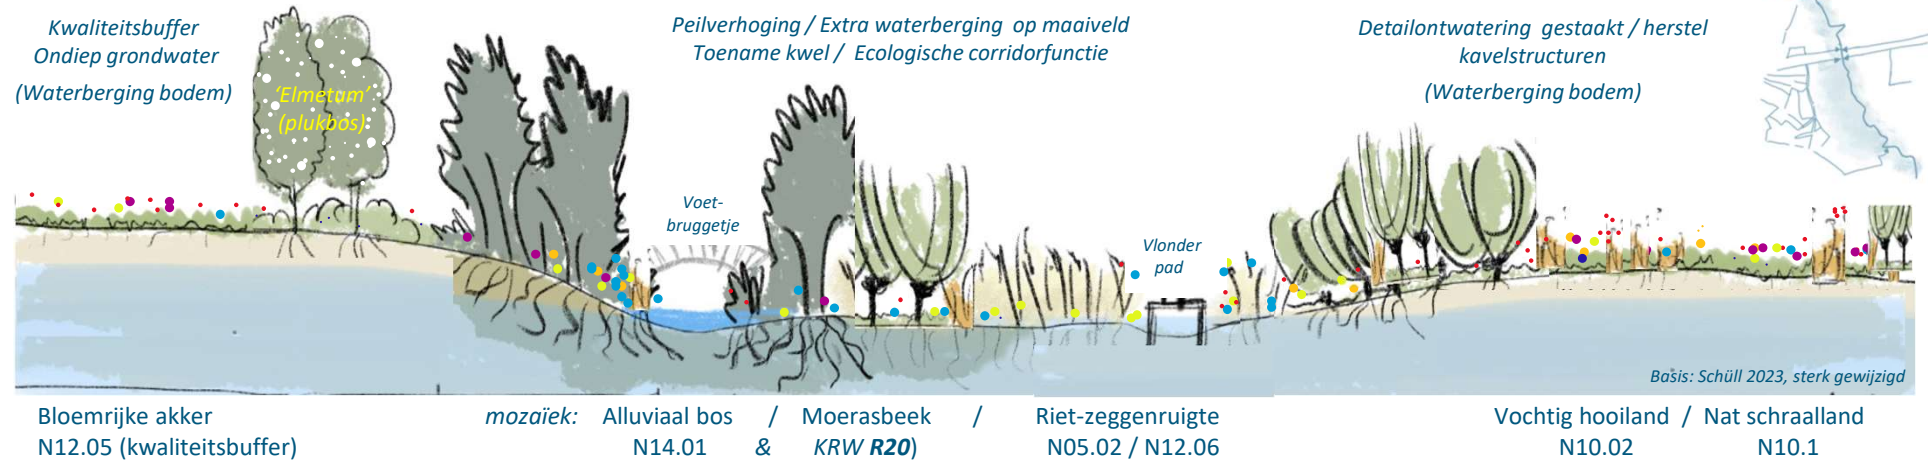 Kwaliteitsbuffer
Ondiep grondwater
(Waterberging bodem)
'Elmetum'
(plukbos)
Peilverhoging / Extra waterberging op maaiveld
Toename kwel / Ecologische corridorfunctie
Detailontwatering gestaakt / herstel
kavelstructuren
(Waterberging bodem)
Voet-
bruggetje
Vlonder
pad
Basis: Schüll 2023, sterk gewijzigd
Bloemrijke akker
N12.05 (kwaliteitsbuffer)
mozaïek: Alluviaal bos / Moerasbeek / Riet-zeggenruigte
N14.01 & KRW R20) N05.02 / N12.06
Vochtig hooiland / Nat schraalland
N10.02 N10.1